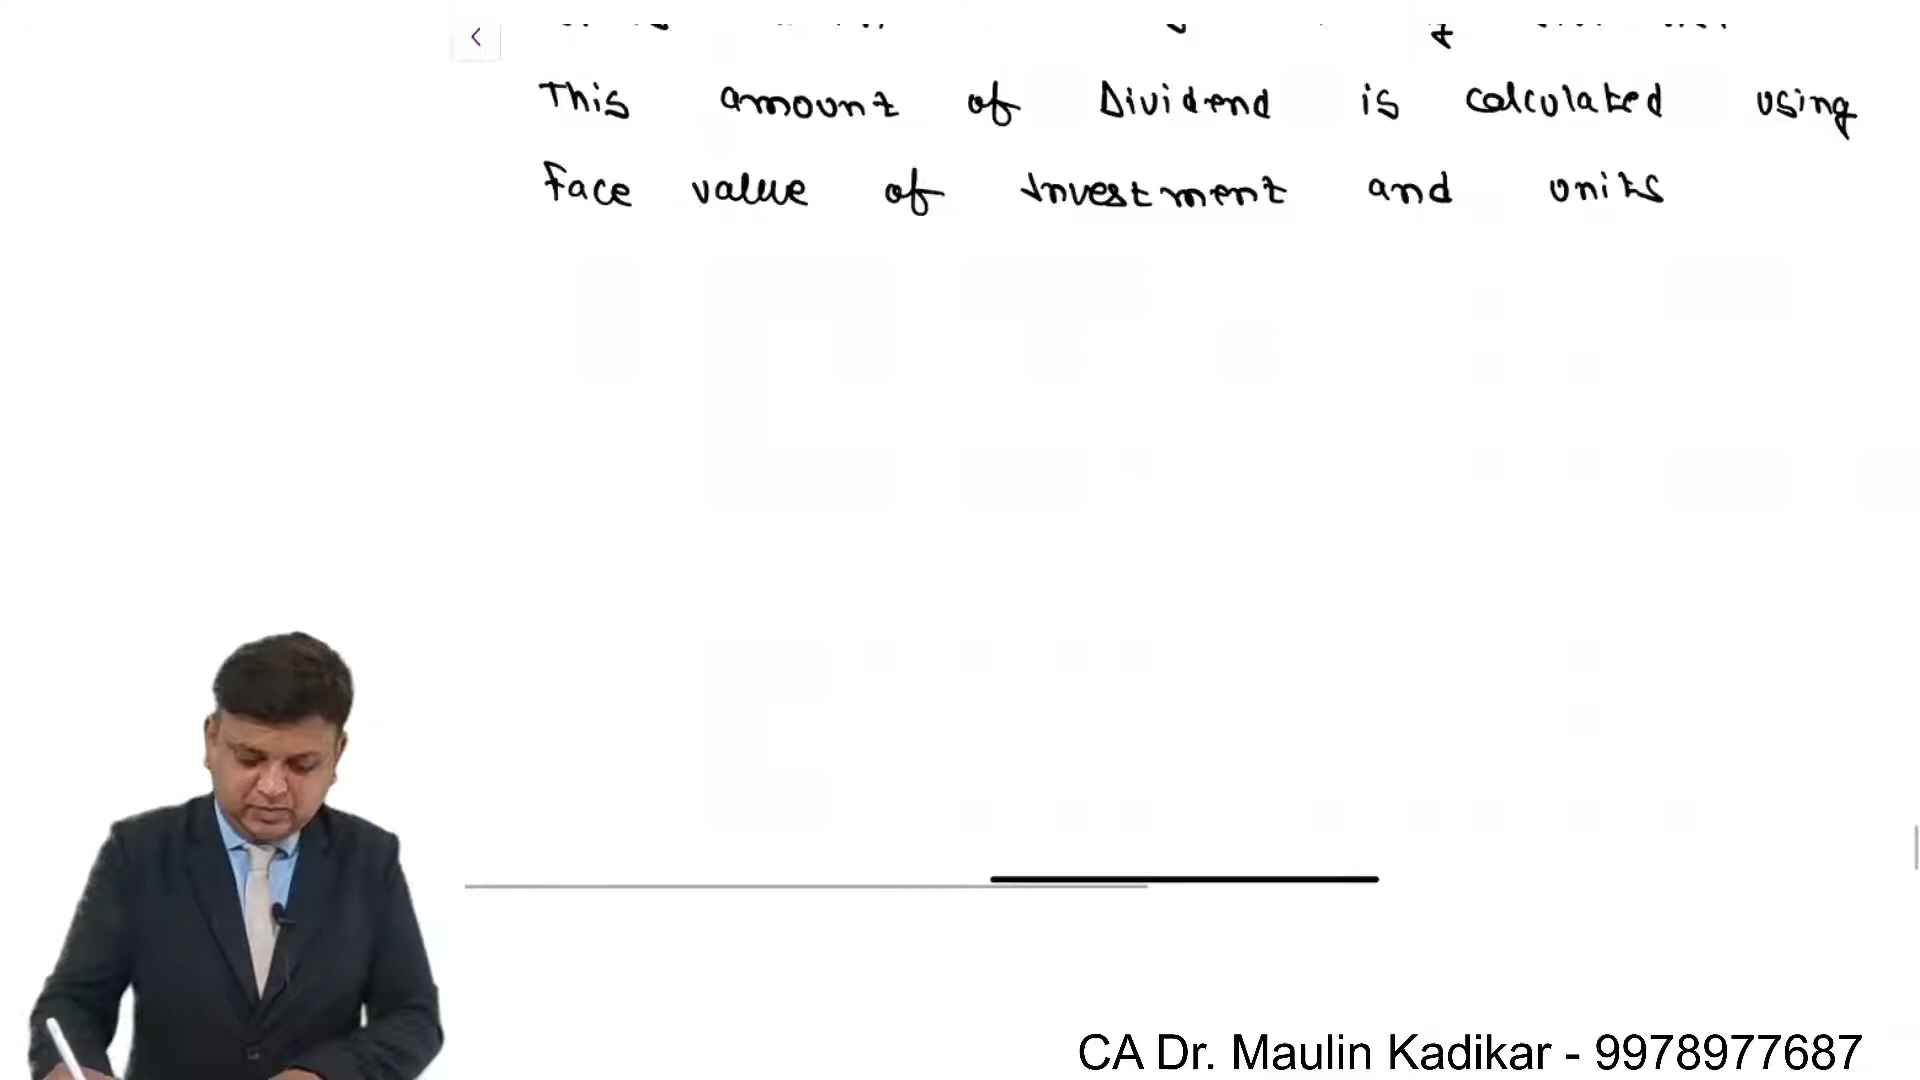 This amount of Dividend is calculated using
Face value of Investment and units
CA Dr. Maulin Kadikar - 9978977687